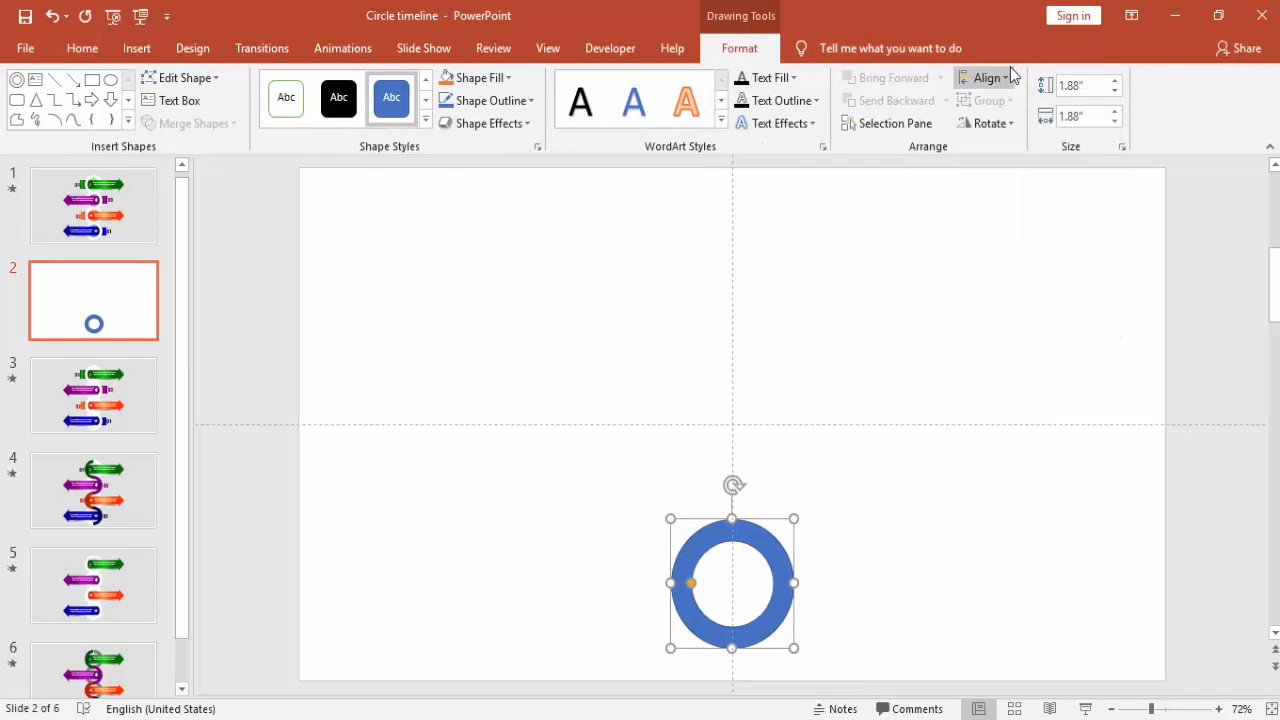 Circle timeline - PowerPoint
Drawing Tools
Sign in
File Home Insert Design Transitions Animations Slide Show Review View Developer Help Format Tell me what you want to do Share
Edit Shape
Text Box
Merge Shapes
Insert Shapes
Abc Abc Abc
Shape Fill
Shape Outline
Shape Effects
Shape Styles
A A A
Text Fill
Text Outline
Text Effects
WordArt Styles
Bring Forward
Send Backward
Selection Pane
Align
Group
Rotate
Arrange
1.88"
1.88"
Size
1
2
3
4
5
6
Slide 2 of 6 English (United States) Notes Comments 72%